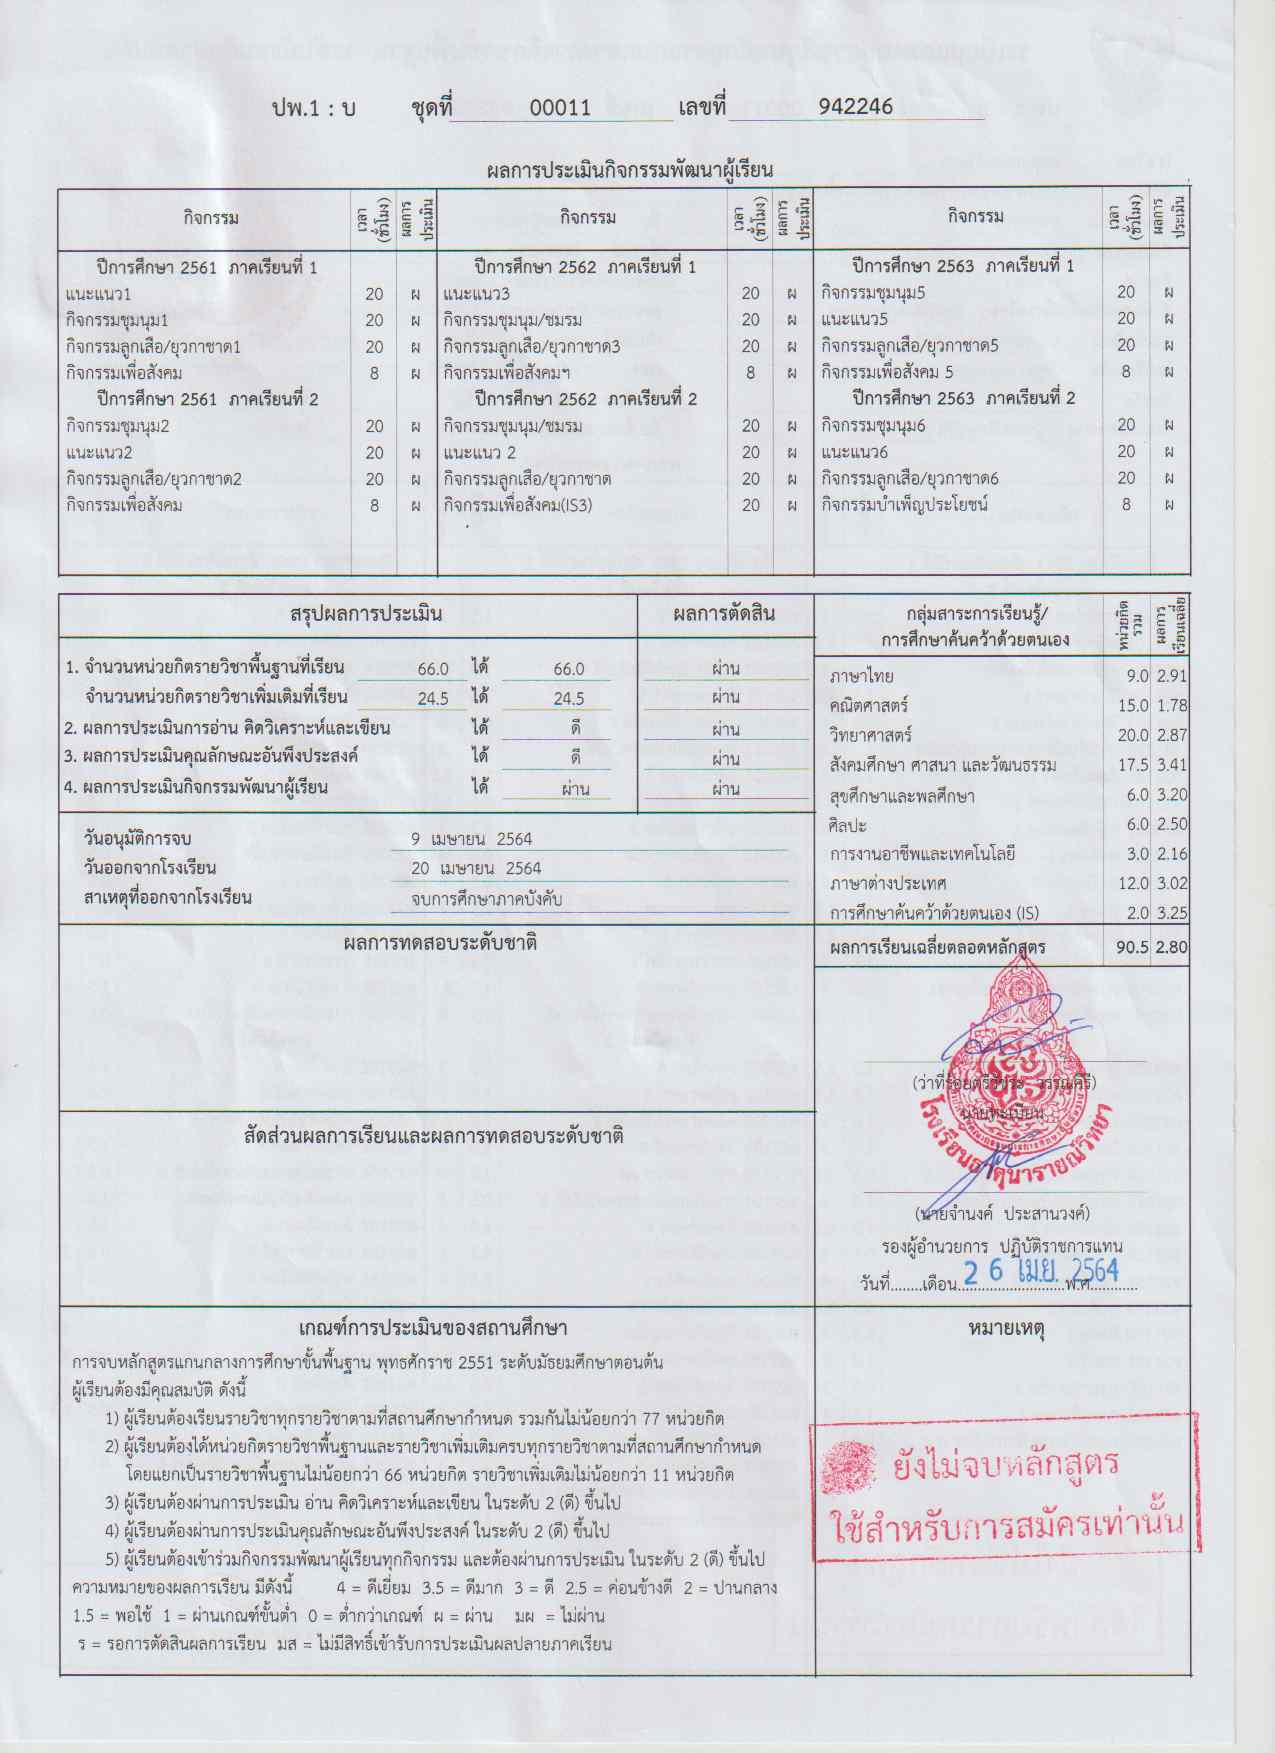 ปพ.1 : บ ชุดที่ 00011 เลขที่ 942246
ผลการประเมินกิจกรรมพัฒนาผู้เรียน
กิจกรรม เวลา (ชั่วโมง) ผลการประเมิน กิจกรรม เวลา (ชั่วโมง) ผลการประเมิน กิจกรรม เวลา (ชั่วโมง) ผลการประเมิน
ปีการศึกษา 2561 ภาคเรียนที่ 1 ปีการศึกษา 2562 ภาคเรียนที่ 1 ปีการศึกษา 2563 ภาคเรียนที่ 1
แนะแนว1 20 ผ แนะแนว3 20 ผ กิจกรรมชุมนุม5 20 ผ
กิจกรรมชุมนุม1 20 ผ กิจกรรมชุมนุม/ชมรม 20 ผ แนะแนว5 20 ผ
กิจกรรมลูกเสือ/ยุวกาชาด1 20 ผ กิจกรรมลูกเสือ/ยุวกาชาด3 20 ผ กิจกรรมลูกเสือ/ยุวกาชาด5 20 ผ
กิจกรรมเพื่อสังคม 8 ผ กิจกรรมเพื่อสังคมฯ 8 ผ กิจกรรมเพื่อสังคม 5 8 ผ
ปีการศึกษา 2561 ภาคเรียนที่ 2 ปีการศึกษา 2562 ภาคเรียนที่ 2 ปีการศึกษา 2563 ภาคเรียนที่ 2
กิจกรรมชุมนุม2 20 ผ กิจกรรมชุมนุม/ชมรม 20 ผ กิจกรรมชุมนุม6 20 ผ
แนะแนว2 20 ผ แนะแนว 2 20 ผ แนะแนว6 20 ผ
กิจกรรมลูกเสือ/ยุวกาชาด2 20 ผ กิจกรรมลูกเสือ/ยุวกาชาด 20 ผ กิจกรรมลูกเสือ/ยุวกาชาด6 20 ผ
กิจกรรมเพื่อสังคม 8 ผ กิจกรรมเพื่อสังคม(IS3) 20 ผ กิจกรรมบำเพ็ญประโยชน์ 8 ผ
สรุปผลการประเมิน ผลการตัดสิน
1. จำนวนหน่วยกิตรายวิชาพื้นฐานที่เรียน 66.0 ได้ 66.0 ผ่าน
จำนวนหน่วยกิตรายวิชาเพิ่มเติมที่เรียน 24.5 ได้ 24.5 ผ่าน
2. ผลการประเมินการอ่าน คิดวิเคราะห์และเขียน ได้ ดี ผ่าน
3. ผลการประเมินคุณลักษณะอันพึงประสงค์ ได้ ดี ผ่าน
4. ผลการประเมินกิจกรรมพัฒนาผู้เรียน ได้ ผ่าน ผ่าน
วันอนุมัติการจบ 9 เมษายน 2564
วันออกจากโรงเรียน 20 เมษายน 2564
สาเหตุที่ออกจากโรงเรียน จบการศึกษาภาคบังคับ
กลุ่มสาระการเรียนรู้/
การศึกษาค้นคว้าด้วยตนเอง หน่วยกิตรวม ผลการเรียนเฉลี่ย
ภาษาไทย 9.0 2.91
คณิตศาสตร์ 15.0 1.78
วิทยาศาสตร์ 20.0 2.87
สังคมศึกษา ศาสนา และวัฒนธรรม 17.5 3.41
สุขศึกษาและพลศึกษา 6.0 3.20
ศิลปะ 6.0 2.50
การงานอาชีพและเทคโนโลยี 3.0 2.16
ภาษาต่างประเทศ 12.0 3.02
การศึกษาค้นคว้าด้วยตนเอง (IS) 2.0 3.25
ผลการเรียนเฉลี่ยตลอดหลักสูตร 90.5 2.80
ผลการทดสอบระดับชาติ
สัดส่วนผลการเรียนและผลการทดสอบระดับชาติ
(ว่าที่ร้อยตรีวัชระ วรรณคีรี)
นายทะเบียน
โรงเรียนธาตุนารายณ์วิทยา
(นายจำนงค์ ประสานวงค์)
รองผู้อำนวยการ ปฏิบัติราชการแทน
วันที่........เดือน...........................พ.ศ............
26 เม.ย. 2564
เกณฑ์การประเมินของสถานศึกษา
การจบหลักสูตรแกนกลางการศึกษาขั้นพื้นฐาน พุทธศักราช 2551 ระดับมัธยมศึกษาตอนต้น
ผู้เรียนต้องมีคุณสมบัติ ดังนี้
1) ผู้เรียนต้องเรียนรายวิชาทุกรายวิชาตามที่สถานศึกษากำหนด รวมกันไม่น้อยกว่า 77 หน่วยกิต
2) ผู้เรียนต้องได้หน่วยกิตรายวิชาพื้นฐานและรายวิชาเพิ่มเติมครบทุกรายวิชาตามที่สถานศึกษากำหนด
โดยแยกเป็นรายวิชาพื้นฐานไม่น้อยกว่า 66 หน่วยกิต รายวิชาเพิ่มเติมไม่น้อยกว่า 11 หน่วยกิต
3) ผู้เรียนต้องผ่านการประเมิน อ่าน คิดวิเคราะห์และเขียน ในระดับ 2 (ดี) ขึ้นไป
4) ผู้เรียนต้องผ่านการประเมินคุณลักษณะอันพึงประสงค์ ในระดับ 2 (ดี) ขึ้นไป
5) ผู้เรียนต้องเข้าร่วมกิจกรรมพัฒนาผู้เรียนทุกกิจกรรม และต้องผ่านการประเมิน ในระดับ 2 (ดี) ขึ้นไป
ความหมายของผลการเรียน มีดังนี้ 4 = ดีเยี่ยม 3.5 = ดีมาก 3 = ดี 2.5 = ค่อนข้างดี 2 = ปานกลาง
1.5 = พอใช้ 1 = ผ่านเกณฑ์ขั้นต่ำ 0 = ต่ำกว่าเกณฑ์ ผ = ผ่าน มผ = ไม่ผ่าน
ร = รอการตัดสินผลการเรียน มส = ไม่มีสิทธิ์เข้ารับการประเมินผลปลายภาคเรียน
หมายเหตุ
ยังไม่จบหลักสูตร
ใช้สำหรับการสมัครเท่านั้น